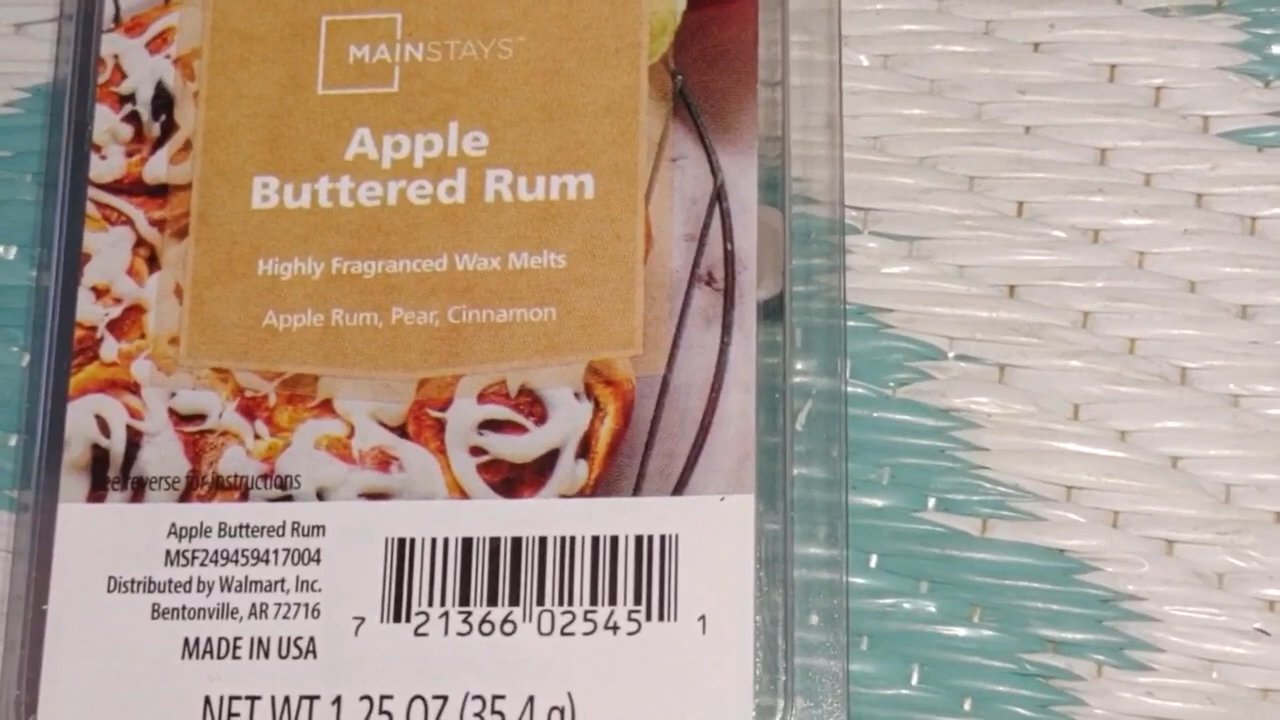 MAINSTAYS™
Apple
Buttered Rum
Highly Fragranced Wax Melts
Apple Rum, Pear, Cinnamon
See reverse for instructions
Apple Buttered Rum
MSF249459417004
Distributed by Walmart, Inc.
Bentonville, AR 72716
MADE IN USA
7 21366 02545 1
NET WT 1.25 OZ (35.4 g)